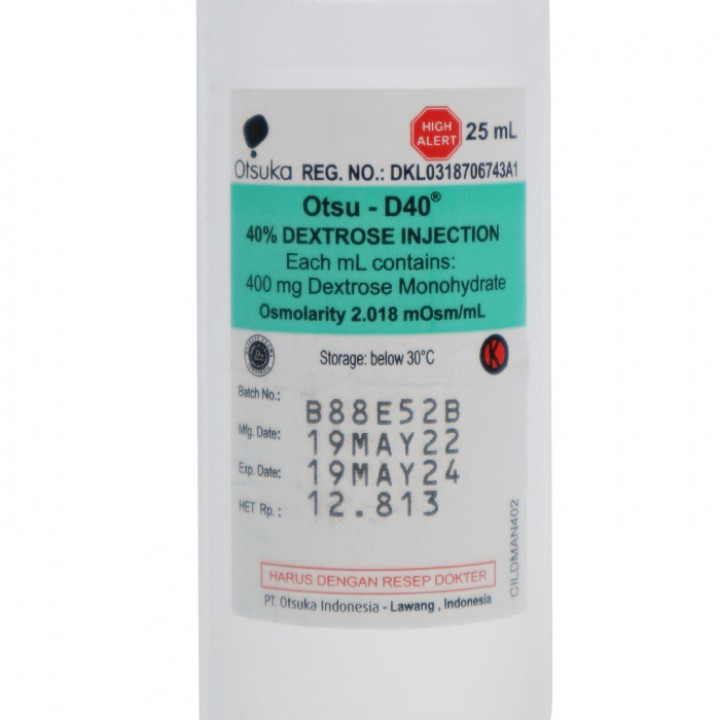 HIGH ALERT 25 mL
Otsuka REG. NO.: DKL0318706743A1
Otsu - D40®
40% DEXTROSE INJECTION
Each mL contains:
400 mg Dextrose Monohydrate
Osmolarity 2.018 mOsm/mL
Storage: below 30°C
K
Batch No.: B88E52B
Mfg. Date: 19MAY22
Exp. Date: 19MAY24
HET Rp.: 12.813
HARUS DENGAN RESEP DOKTER
PT. Otsuka Indonesia - Lawang , Indonesia
CILDMAN402